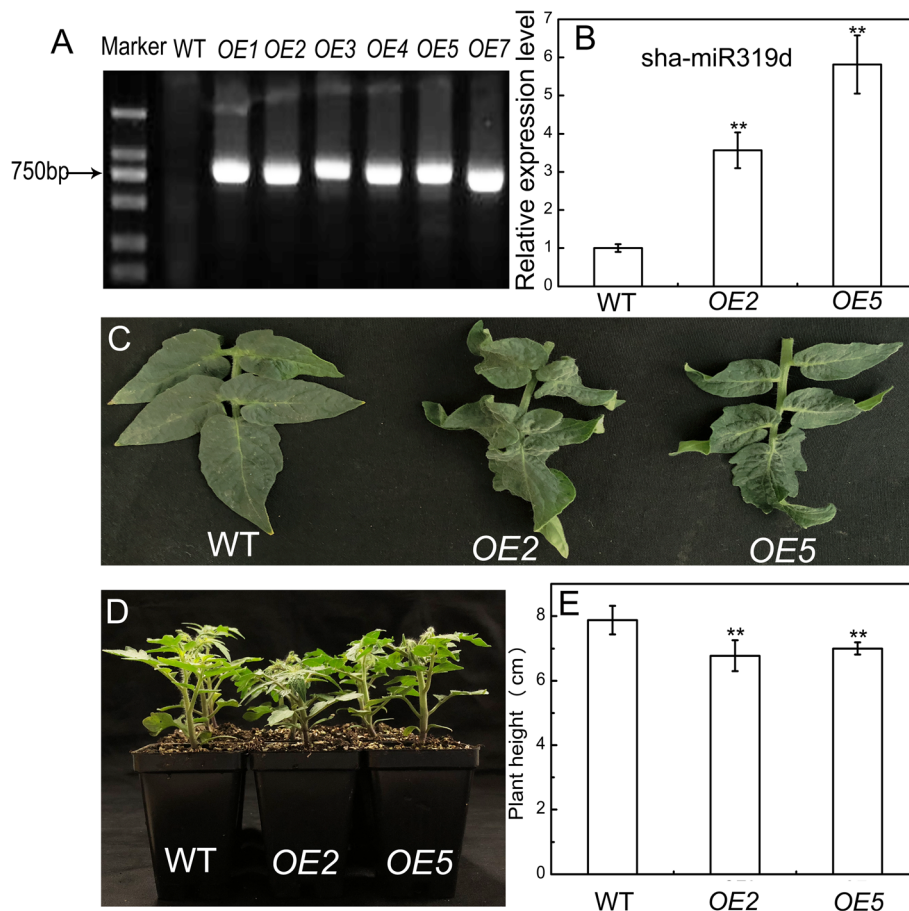 A
Marker WT OE1 OE2 OE3 OE4 OE5 OE7
750bp
B
sha-miR319d
Relative expression level
7
6
5
4
3
2
1
0
**
**
WT OE2 OE5
C
WT OE2 OE5
D
WT OE2 OE5
E
Plant height (cm)
8
6
4
2
0
**
**
WT OE2 OE5